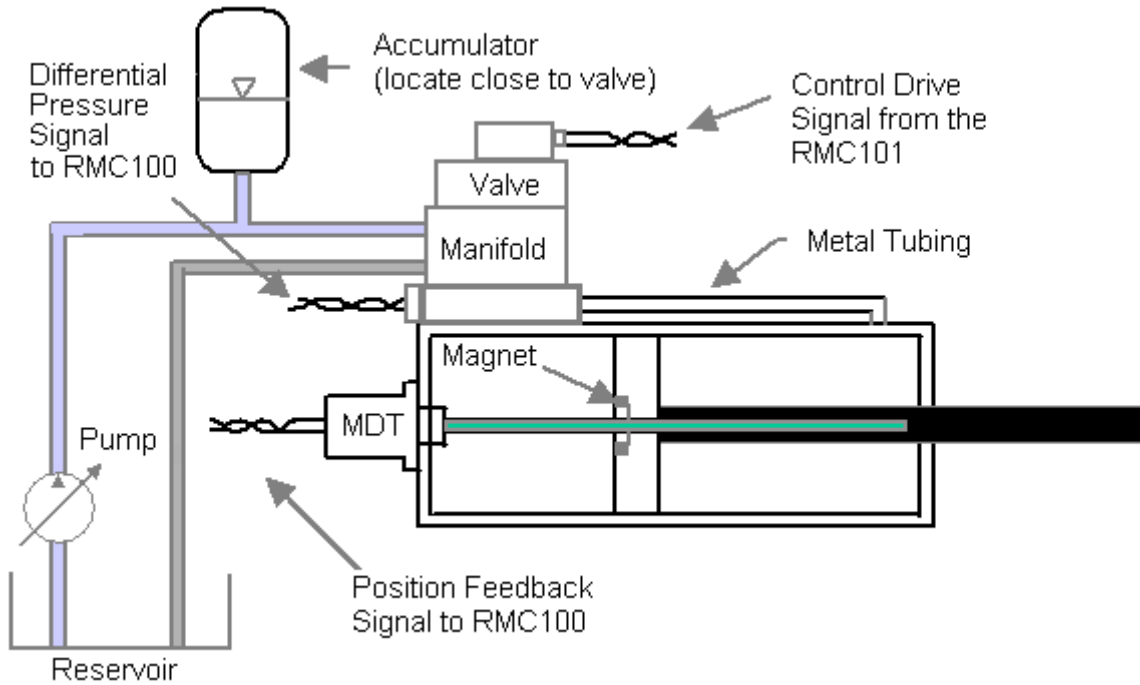 Accumulator
(locate close to valve)
Differential
Pressure
Signal
to RMC100
Control Drive
Signal from the
RMC101
Valve
Manifold
Metal Tubing
Magnet
MDT
Pump
Position Feedback
Signal to RMC100
Reservoir